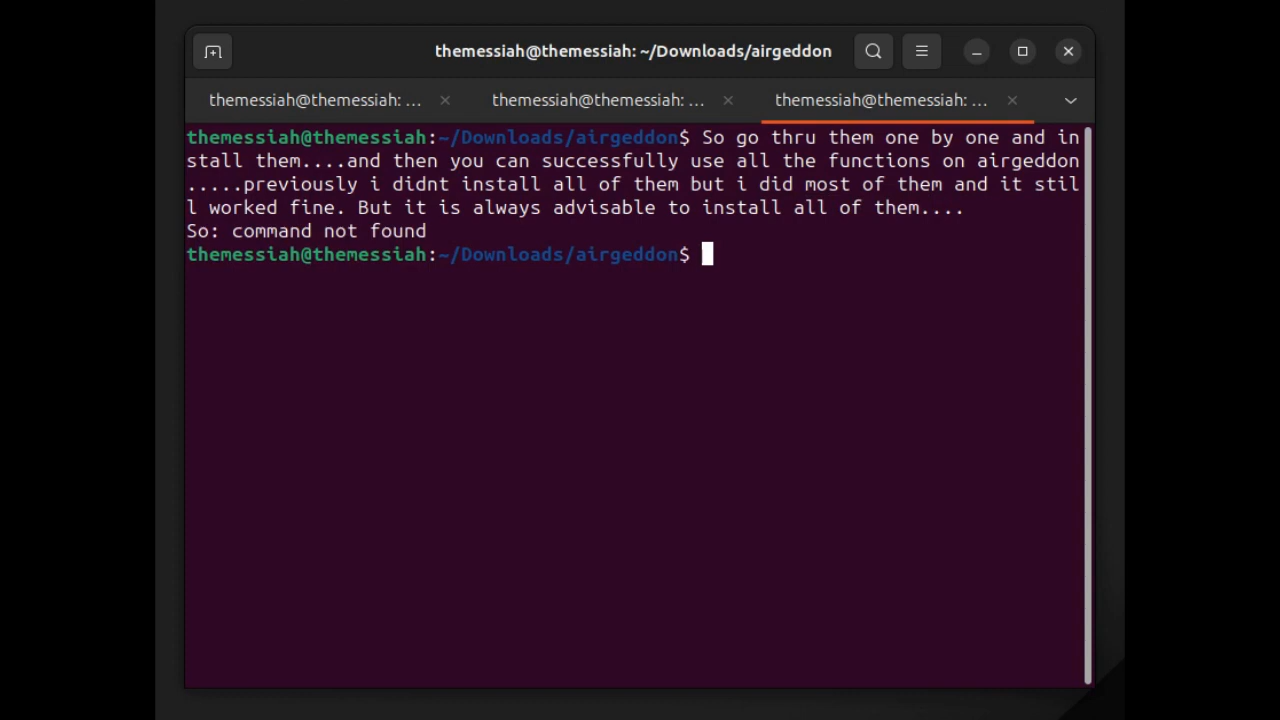 themessiah@themessiah: ~/Downloads/airgeddon
themessiah@themessiah: ... themessiah@themessiah: ... themessiah@themessiah: ...
themessiah@themessiah:~/Downloads/airgeddon$ So go thru them one by one and in
stall them....and then you can successfully use all the functions on airgeddon
.....previously i didnt install all of them but i did most of them and it stil
l worked fine. But it is always advisable to install all of them....
So: command not found
themessiah@themessiah:~/Downloads/airgeddon$